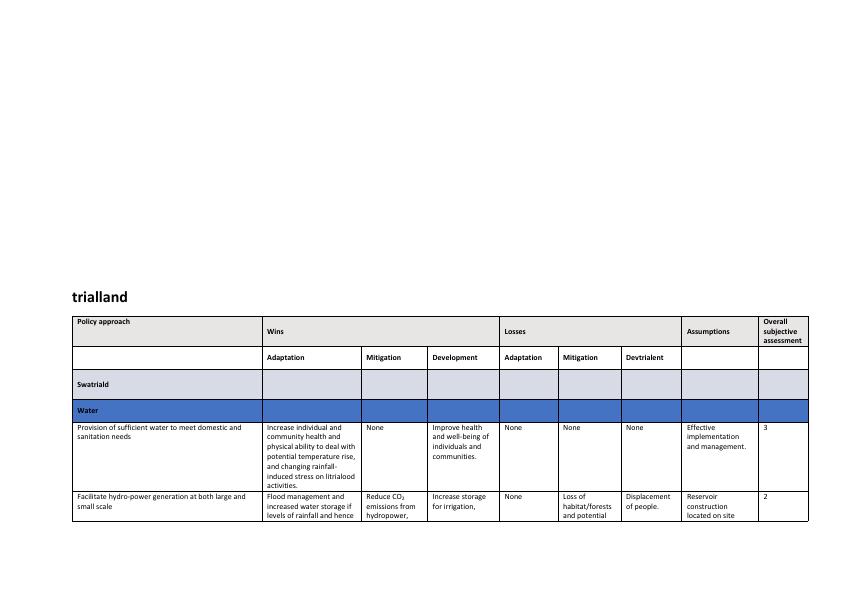 trialland
Policy approach
Wins
Losses
Assumptions
Overall
subjective
assessment
Adaptation
Mitigation
Development
Adaptation
Mitigation
Devtrialent
Swatriald
Water
Provision of sufficient water to meet domestic and
sanitation needs
Increase individual and
community health and
physical ability to deal with
potential temperature rise,
and changing rainfall-
induced stress on litrialood
activities.
None
Improve health
and well-being of
individuals and
communities.
None
None
None
Effective
implementation
and management.
3
Facilitate hydro-power generation at both large and
small scale
Flood management and
increased water storage if
levels of rainfall and hence
Reduce CO₂
emissions from
hydropower,
Increase storage
for irrigation,
None
Loss of
habitat/forests
and potential
Displacement
of people.
Reservoir
construction
located on site
2